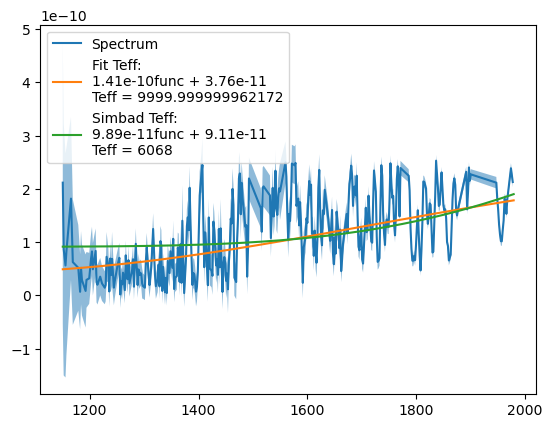 1e−10
5
4
3
2
1
0
−1
Spectrum
Fit Teff:
1.41e-10func + 3.76e-11
Teff = 9999.999999962172
Simbad Teff:
9.89e-11func + 9.11e-11
Teff = 6068
1200 1400 1600 1800 2000